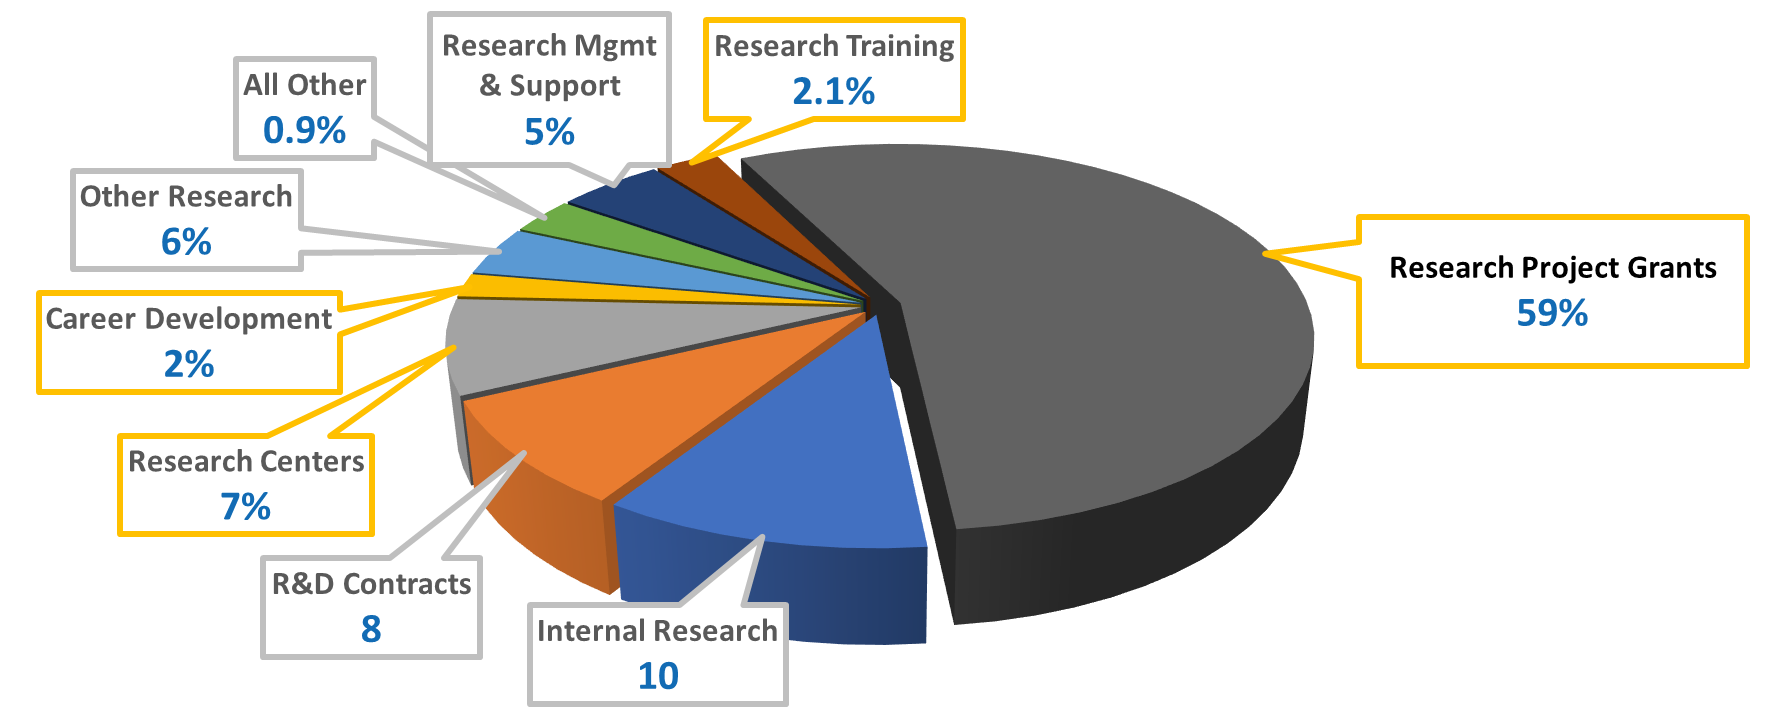 Research Mgmt
& Support
5%
Research Training
2.1%
All Other
0.9%
Other Research
6%
Research Project Grants
59%
Career Development
2%
Research Centers
7%
R&D Contracts
8
Internal Research
10